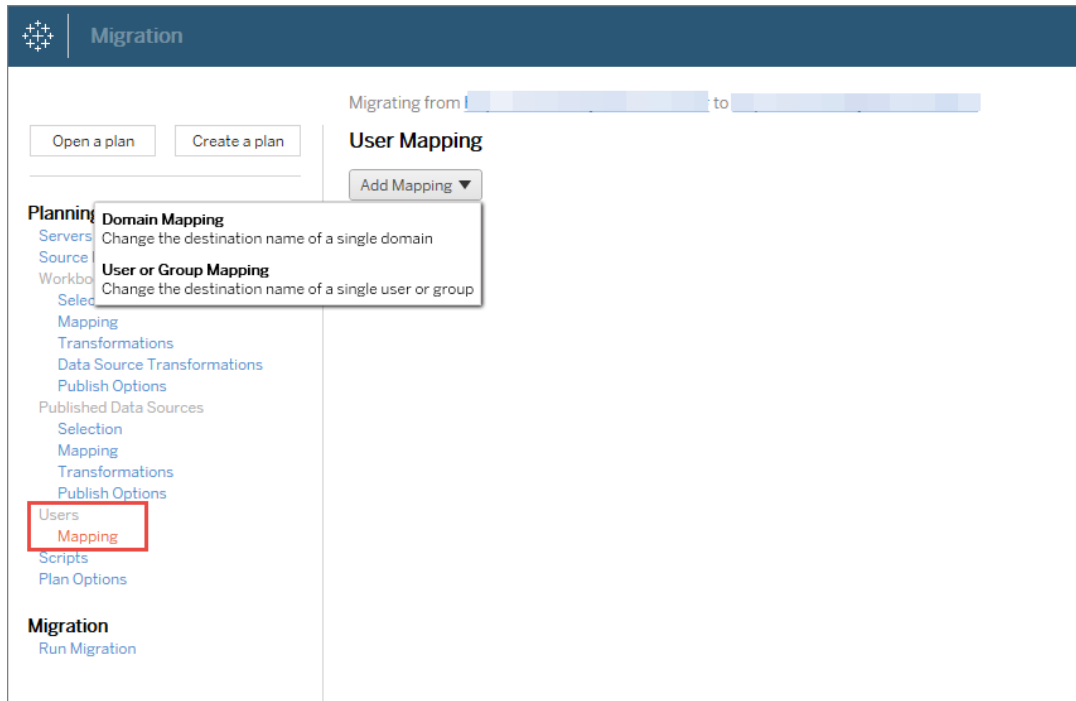 Migration
Migrating from to
Open a plan Create a plan
User Mapping
Add Mapping ▼
Planning
Domain Mapping
Servers
Change the destination name of a single domain
Source
User or Group Mapping
Change the destination name of a single user or group
Mapping
Transformations
Data Source Transformations
Publish Options
Published Data Sources
Selection
Mapping
Transformations
Publish Options
Users
Mapping
Scripts
Plan Options
Migration
Run Migration